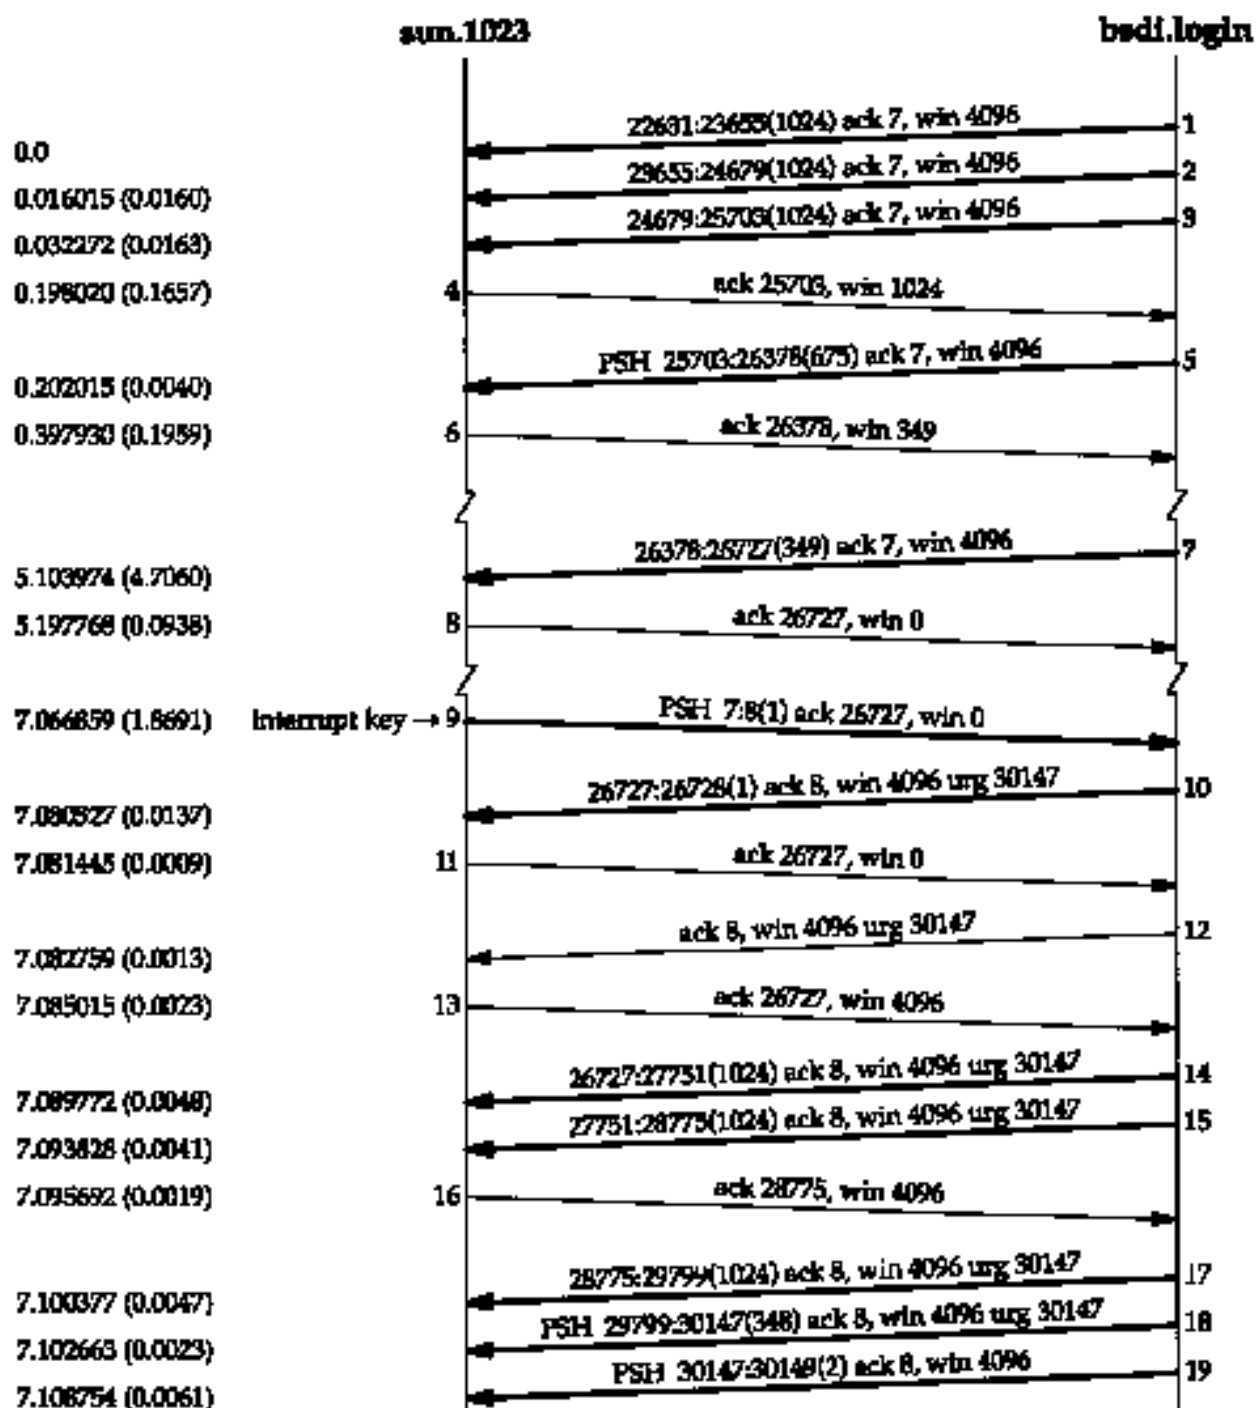 sun.1023 bsdi.login
22631:23655(1024) ack 7, win 4096 1
0.0
23655:24679(1024) ack 7, win 4096 2
0.016015 (0.0160)
24679:25703(1024) ack 7, win 4096 3
0.032272 (0.0163)
0.198020 (0.1657) 4 ack 25703, win 1024
PSH 25703:26378(675) ack 7, win 4096 5
0.202015 (0.0040)
0.397930 (0.1959) 6 ack 26378, win 349
26378:26727(349) ack 7, win 4096 7
5.103974 (4.7060)
5.197768 (0.0938) 8 ack 26727, win 0
7.066859 (1.8691) Interrupt key → 9 PSH 7:8(1) ack 26727, win 0
26727:26728(1) ack 8, win 4096 urg 30147 10
7.080527 (0.0137)
7.081445 (0.0009) 11 ack 26727, win 0
ack 8, win 4096 urg 30147 12
7.082759 (0.0013)
7.085015 (0.0023) 13 ack 26727, win 4096
26727:27751(1024) ack 8, win 4096 urg 30147 14
7.089772 (0.0048)
27751:28775(1024) ack 8, win 4096 urg 30147 15
7.093828 (0.0041)
7.095692 (0.0019) 16 ack 28775, win 4096
28775:29799(1024) ack 8, win 4096 urg 30147 17
7.100377 (0.0047)
PSH 29799:30147(348) ack 8, win 4096 urg 30147 18
7.102663 (0.0023)
PSH 30147:30149(2) ack 8, win 4096 19
7.108754 (0.0061)